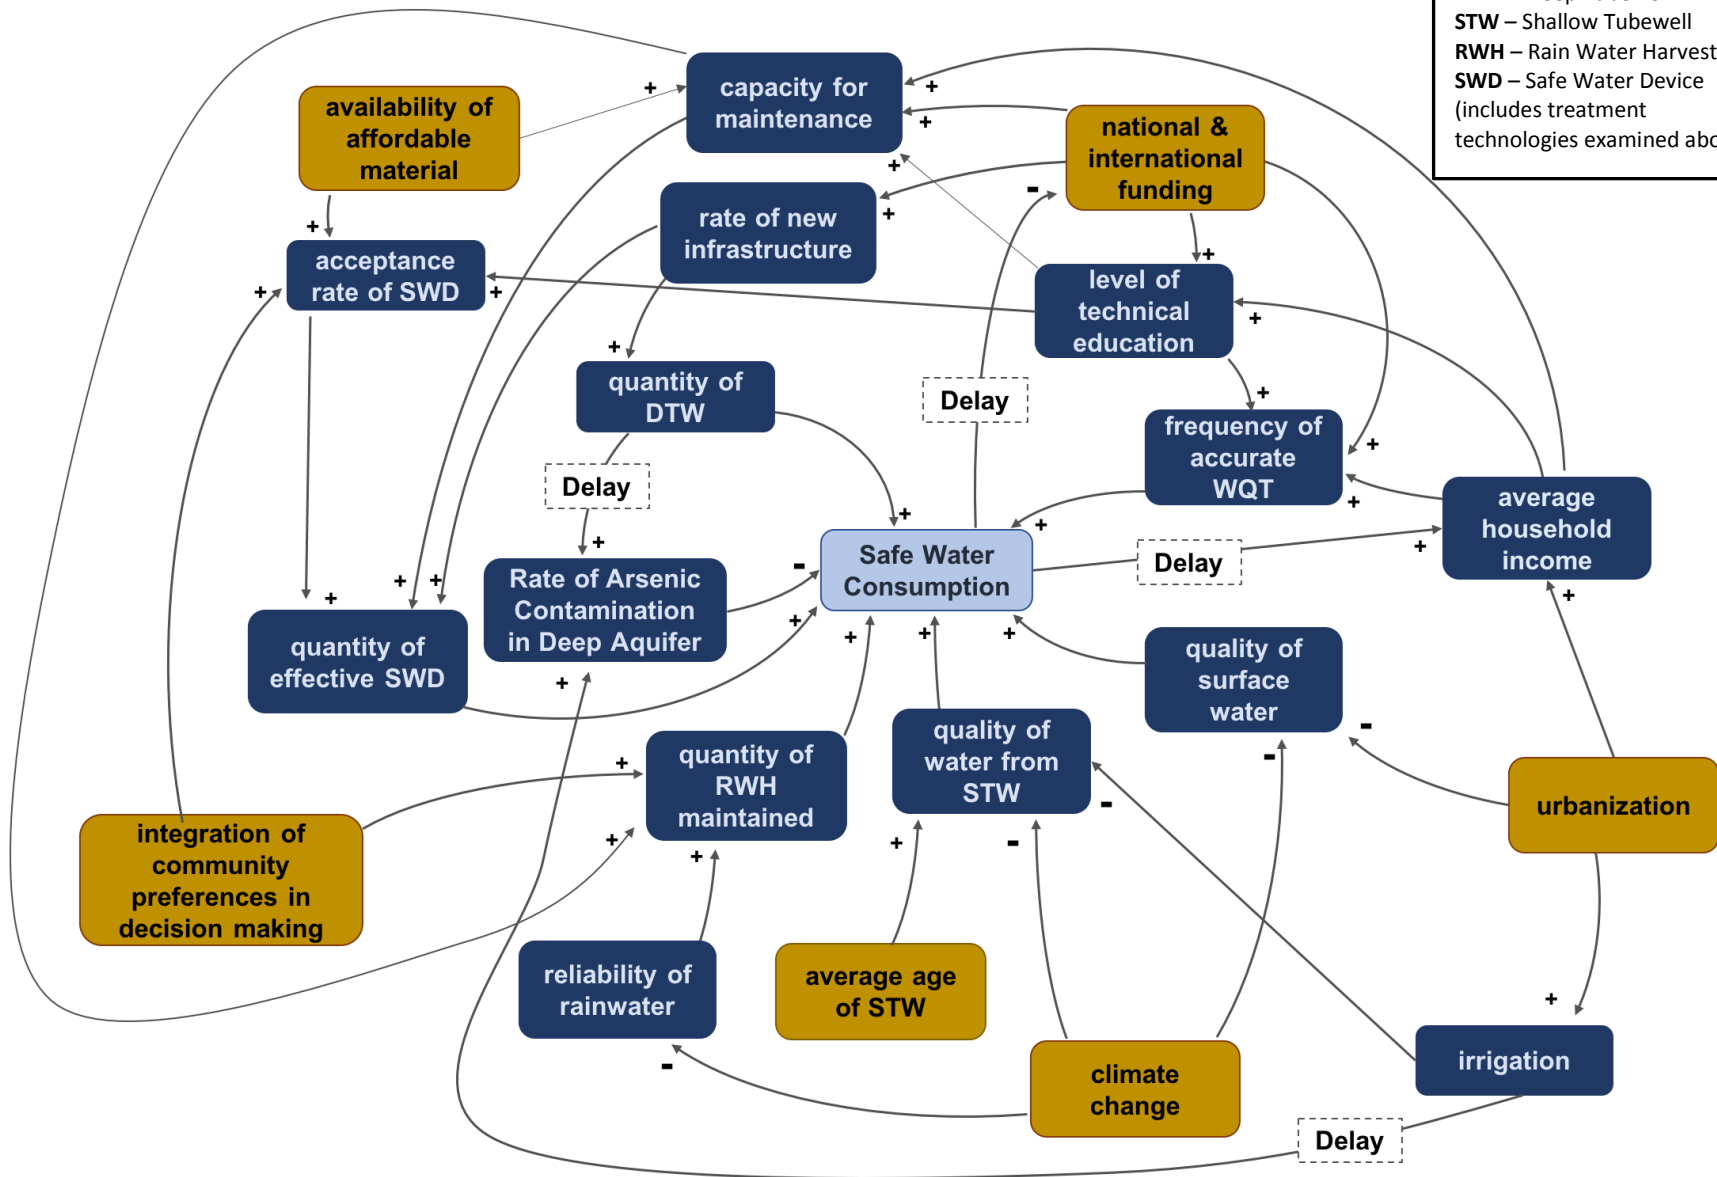 STW – Shallow Tubewell
RWH – Rain Water Harvest
SWD – Safe Water Device
(includes treatment
technologies examined
capacity for
maintenance
+
+
+
+
availability of
affordable
material
national &
international
funding
-
+
rate of new
infrastructure
+
acceptance
rate of SWD
+
+
+
level of
technical
education
+
+
quantity of
DTW
Delay
+
frequency of
accurate
WQT
+
+
Delay
+
+
average
household
income
+
Safe Water
Consumption
Delay
+
+
Rate of Arsenic
Contamination
in Deep Aquifer
-
+
+
+
quantity of
effective SWD
+
+
+
+
+
quality of
surface
water
-
-
quantity of
RWH
maintained
+
+
+
quality of
water from
STW
-
-
+
urbanization
integration of
community
preferences in
decision making
reliability of
rainwater
-
average age
of STW
+
irrigation
climate
change
Delay